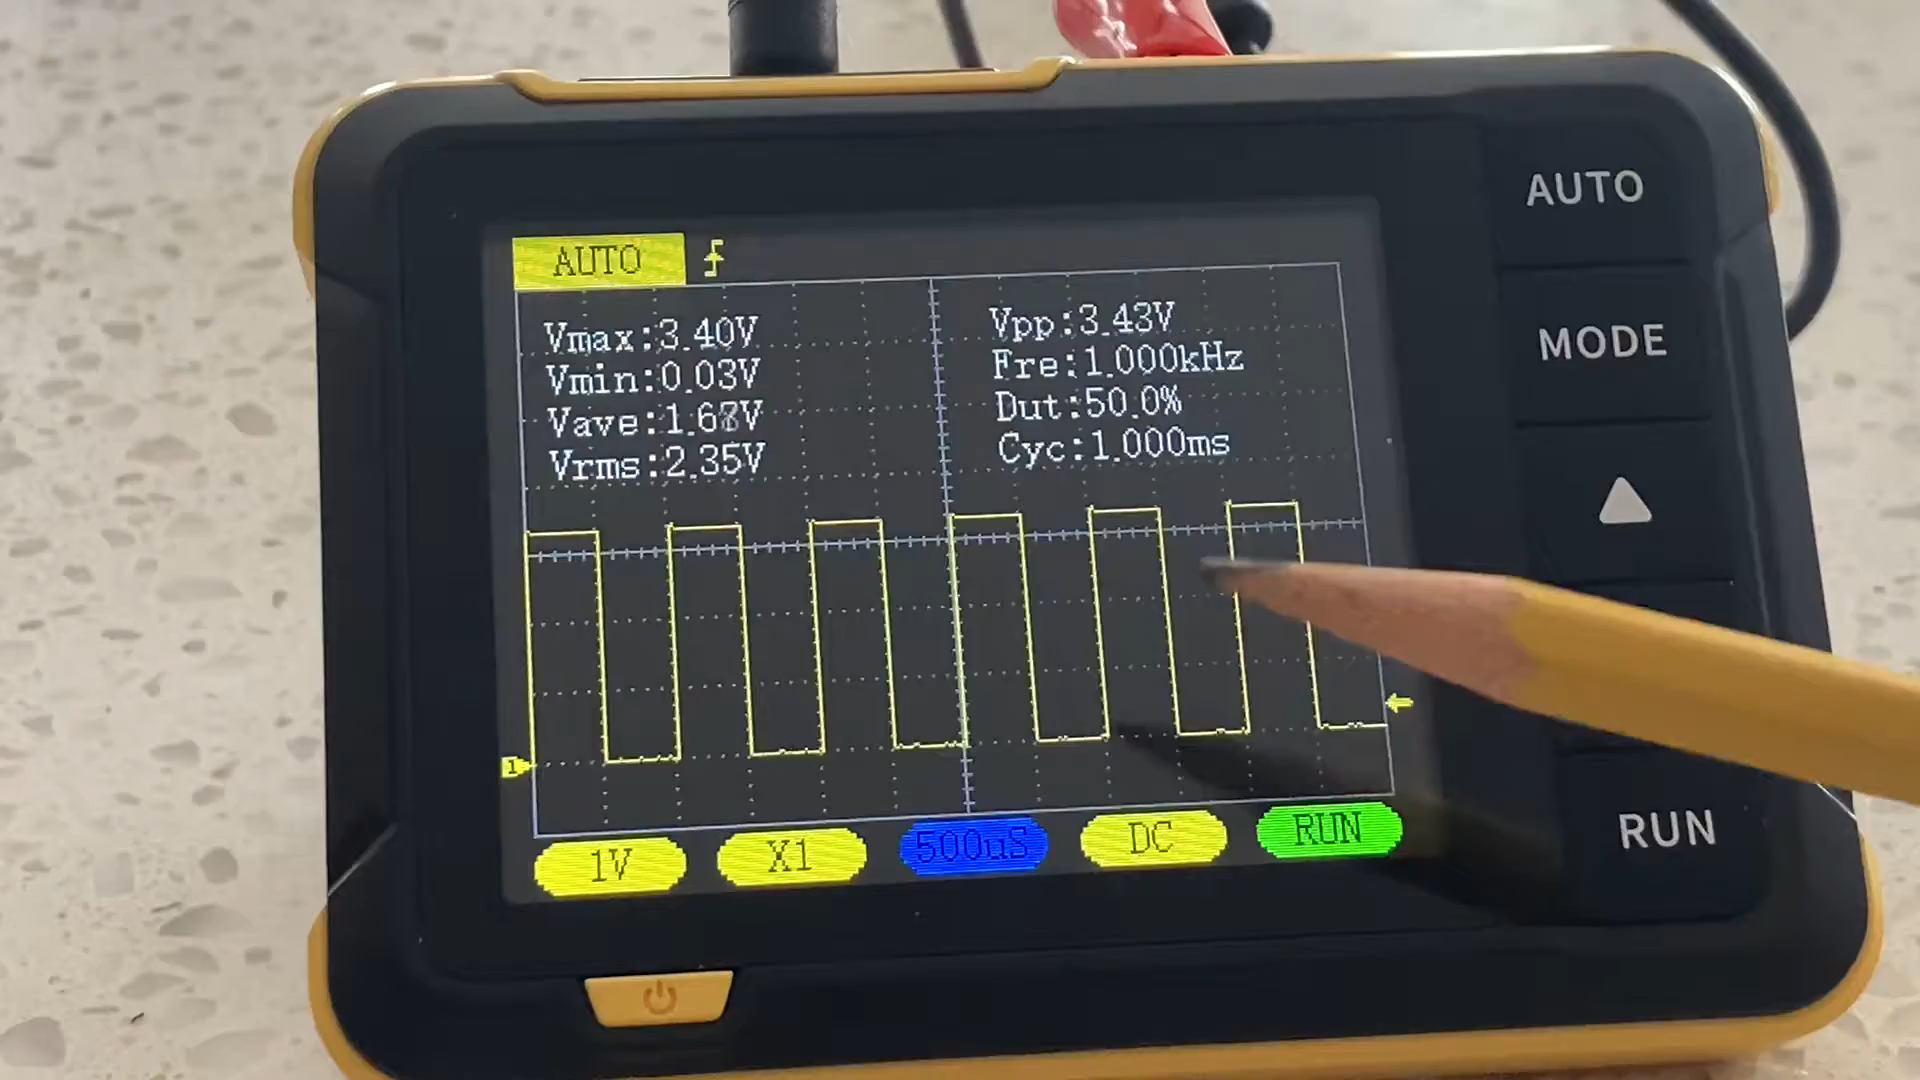 AUTO
AUTO
Vmax:3.40V
Vpp:3.43V
Vmin:0.03V
Fre:1.000kHz
Dut:50.0%
Vrms:2.35V
Cyc:1.000ms
MODE
1
1V
X1
500uS
DC
RUN
RUN